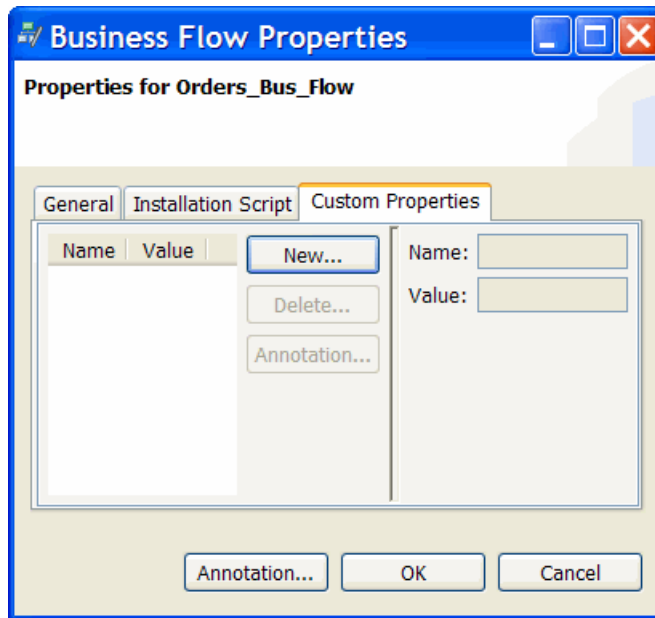 Business Flow Properties
Properties for Orders_Bus_Flow
General Installation Script Custom Properties
Name Value New... Name:
Delete... Value:
Annotation...
Annotation... OK Cancel